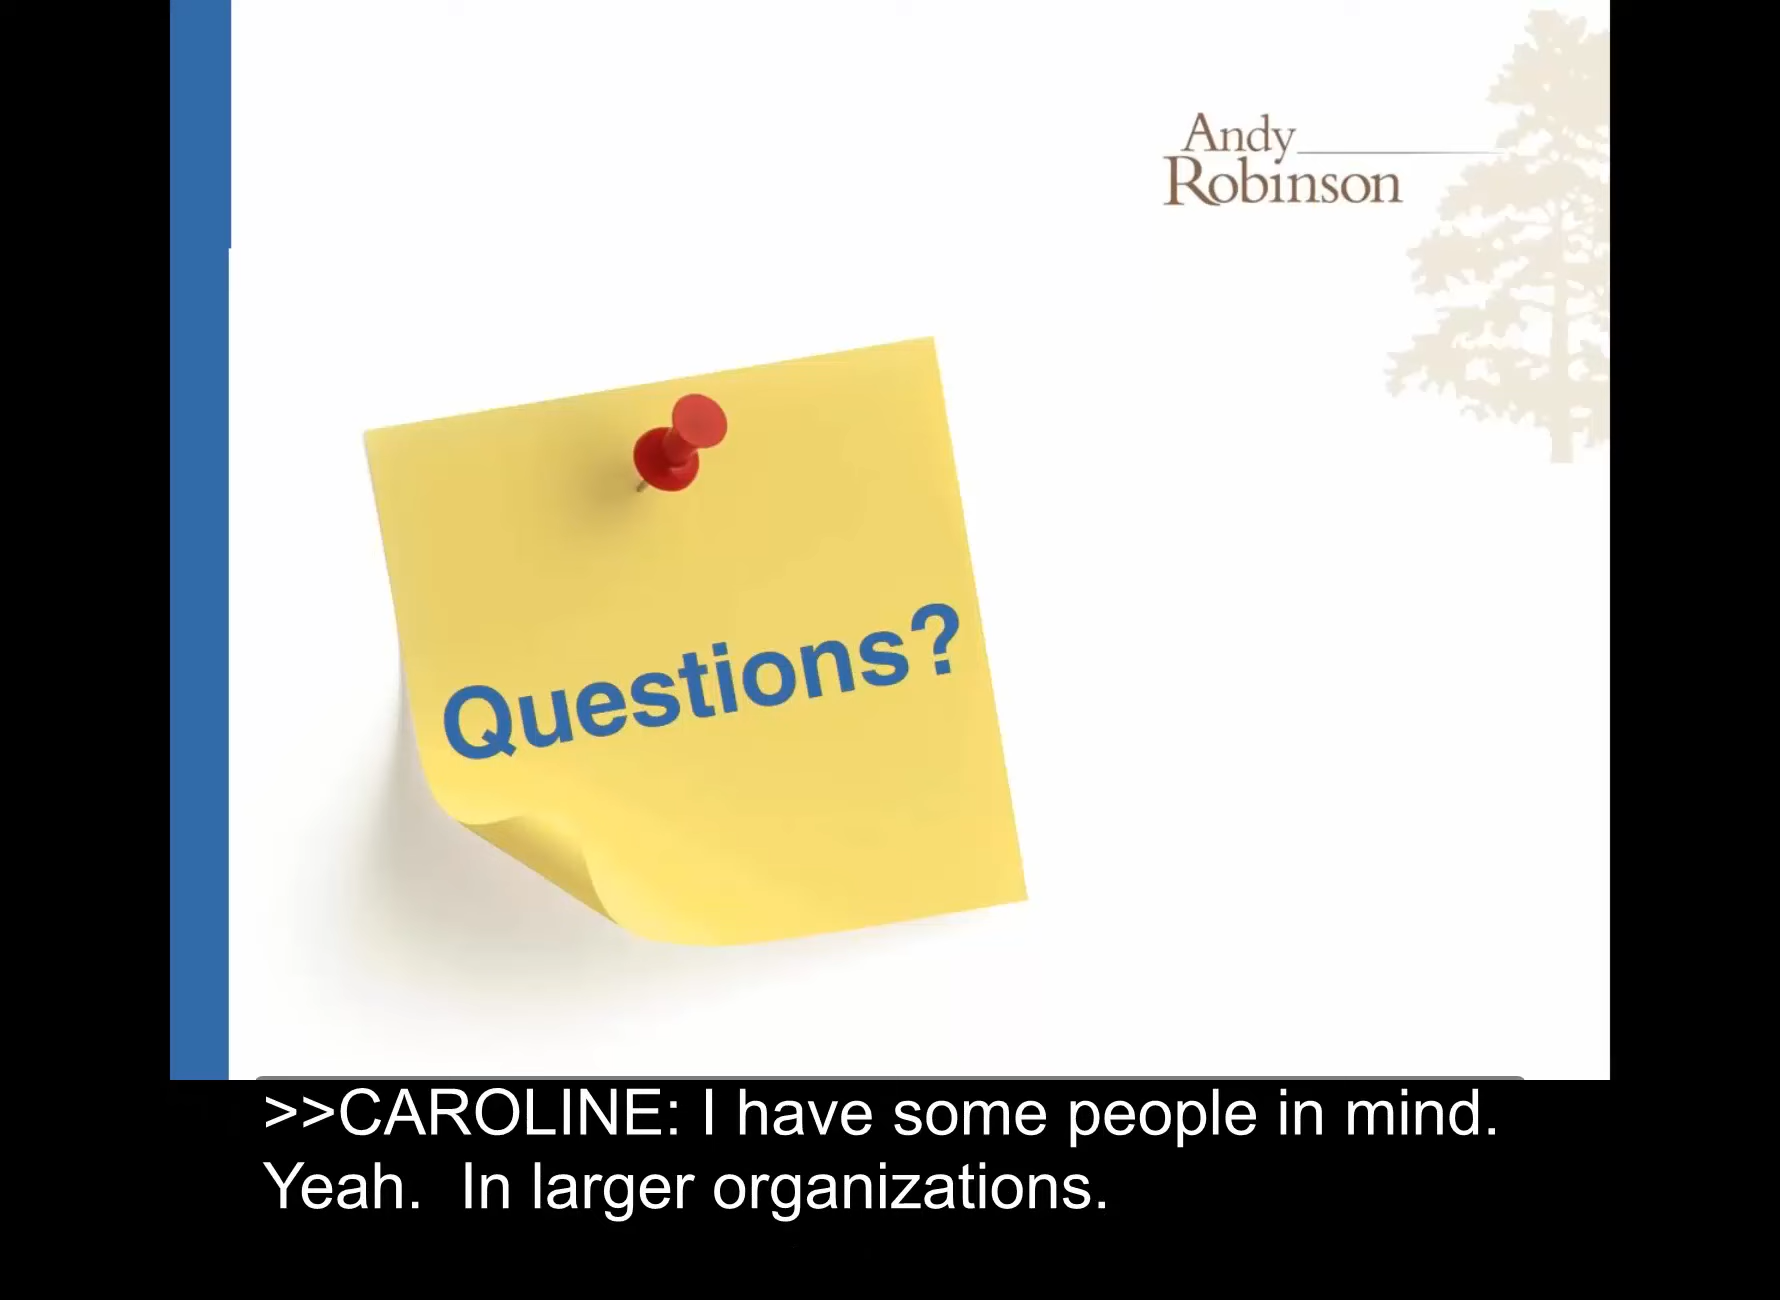 Andy
Robinson
Questions?
>>CAROLINE: I have some people in mind.
Yeah.  In larger organizations.